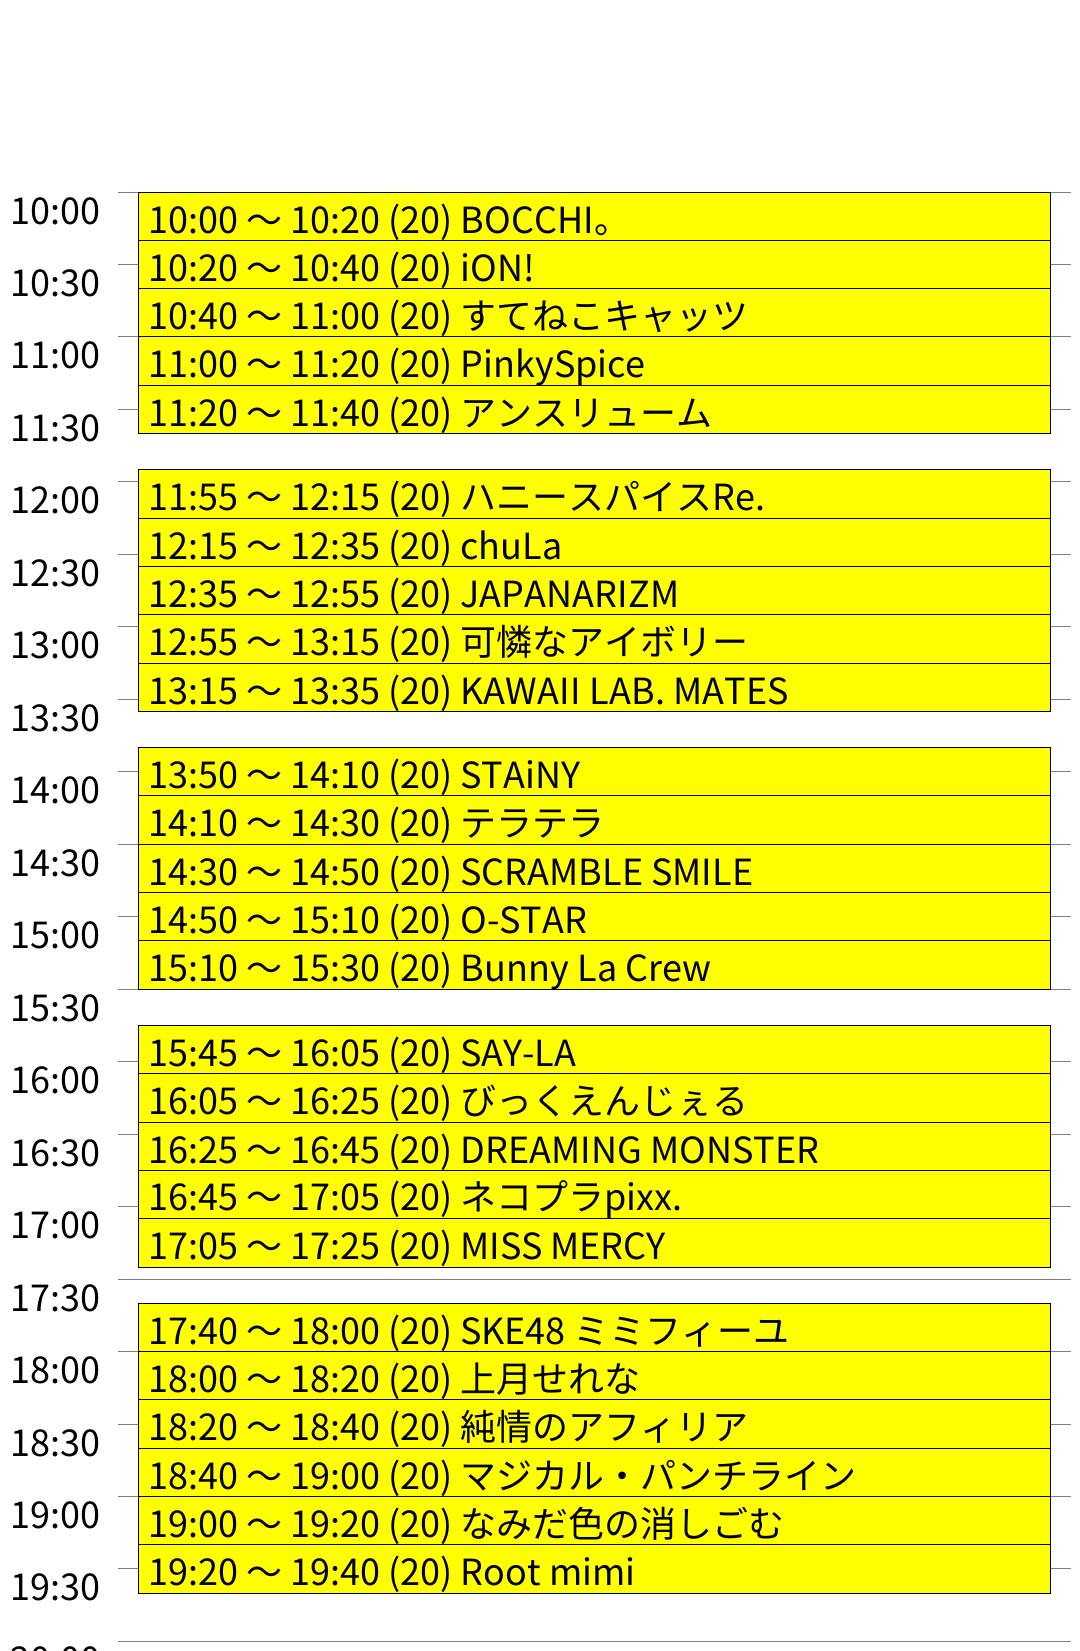 10:00
10:00 ～ 10:20 (20) BOCCHI。
10:20 ～ 10:40 (20) iON!
10:30
10:40 ～ 11:00 (20) すてねこキャッツ
11:00
11:00 ～ 11:20 (20) PinkySpice
11:20 ～ 11:40 (20) アンスリューム
11:30
12:00
11:55 ～ 12:15 (20) ハニースパイスRe.
12:15 ～ 12:35 (20) chuLa
12:30
12:35 ～ 12:55 (20) JAPANARIZM
13:00
12:55 ～ 13:15 (20) 可憐なアイボリー
13:15 ～ 13:35 (20) KAWAII LAB. MATES
13:30
13:50 ～ 14:10 (20) STAiNY
14:00
14:10 ～ 14:30 (20) テラテラ
14:30
14:30 ～ 14:50 (20) SCRAMBLE SMILE
14:50 ～ 15:10 (20) O-STAR
15:00
15:10 ～ 15:30 (20) Bunny La Crew
15:30
15:45 ～ 16:05 (20) SAY-LA
16:00
16:05 ～ 16:25 (20) びっくえんじぇる
16:30
16:25 ～ 16:45 (20) DREAMING MONSTER
16:45 ～ 17:05 (20) ネコプラpixx.
17:00
17:05 ～ 17:25 (20) MISS MERCY
17:30
17:40 ～ 18:00 (20) SKE48 ミミフィーユ
18:00
18:00 ～ 18:20 (20) 上月せれな
18:20 ～ 18:40 (20) 純情のアフィリア
18:30
18:40 ～ 19:00 (20) マジカル・パンチライン
19:00
19:00 ～ 19:20 (20) なみだ色の消しごむ
19:20 ～ 19:40 (20) Root mimi
19:30